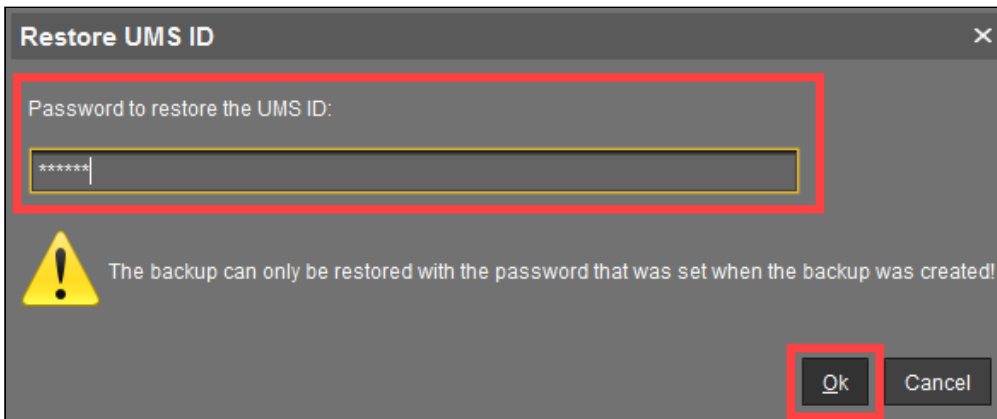 Restore UMS ID
Password to restore the UMS ID:
******
The backup can only be restored with the password that was set when the backup was created!
Ok
Cancel